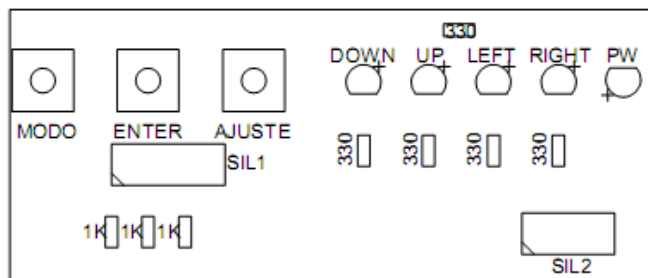 330
DOWN UP LEFT RIGHT PW
MODO ENTER AJUSTE
330 330 330 330
SIL1
1K 1K 1K
SIL2